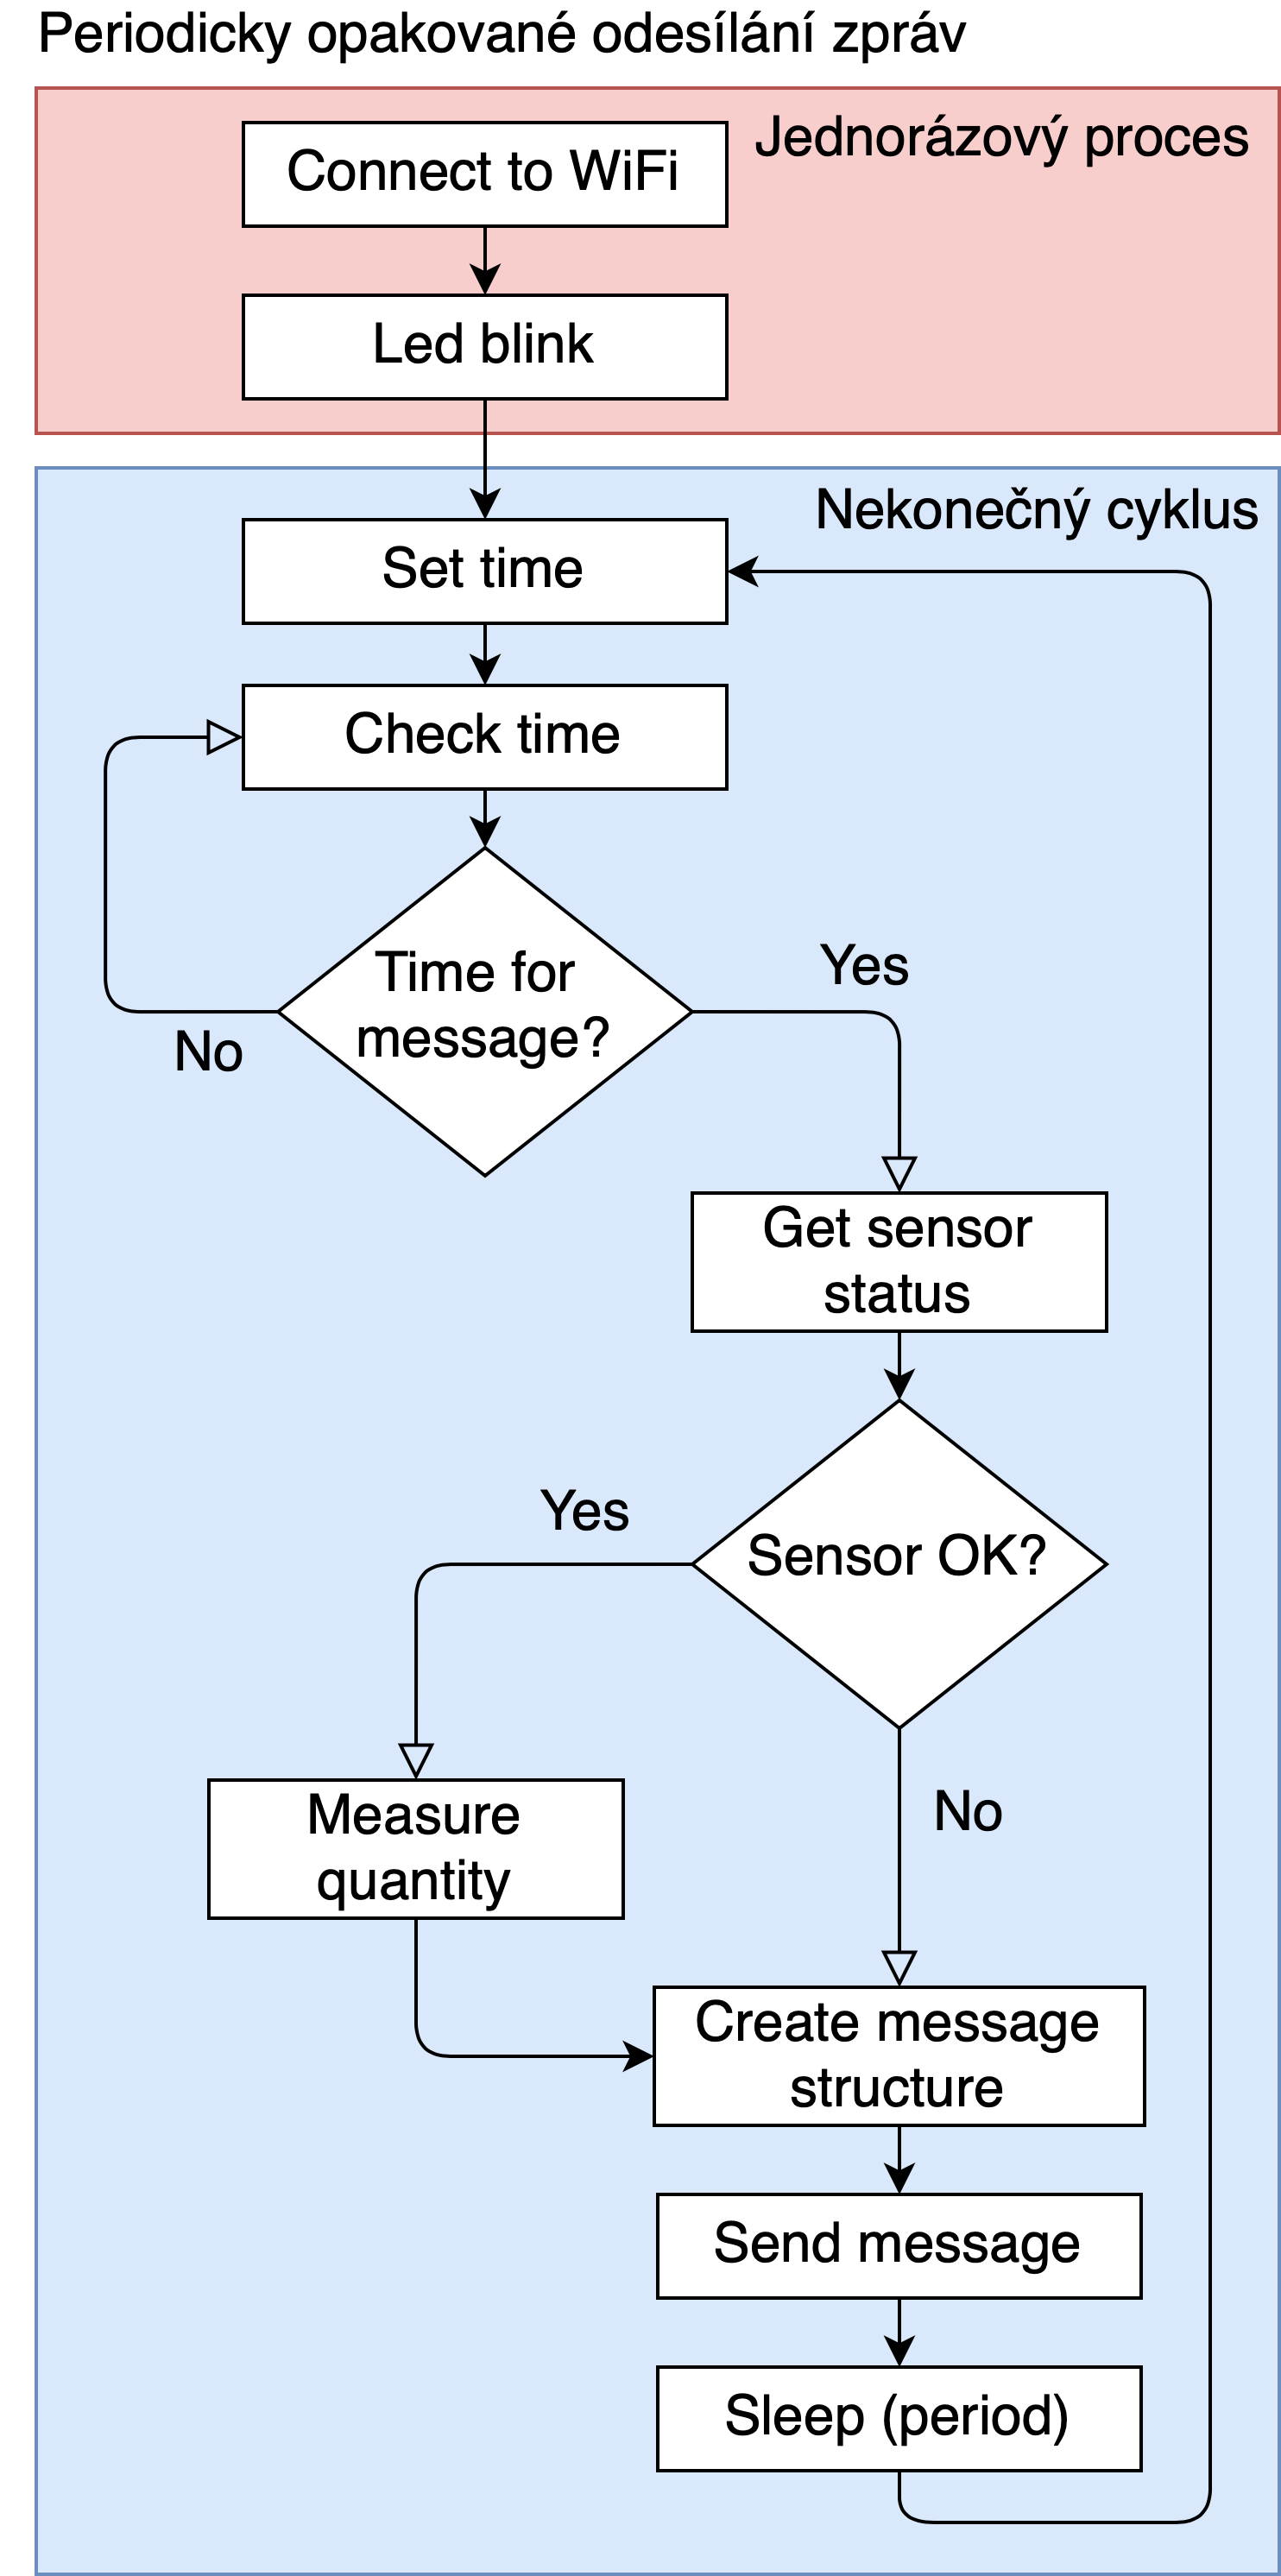 Periodicky opakované odesílání zpráv
Jednorázový proces
Connect to WiFi
Led blink
Nekonečný cyklus
Set time
Check time
Time for
message?
Yes
No
Get sensor
status
Sensor OK?
Yes
No
Measure
quantity
Create message
structure
Send message
Sleep (period)